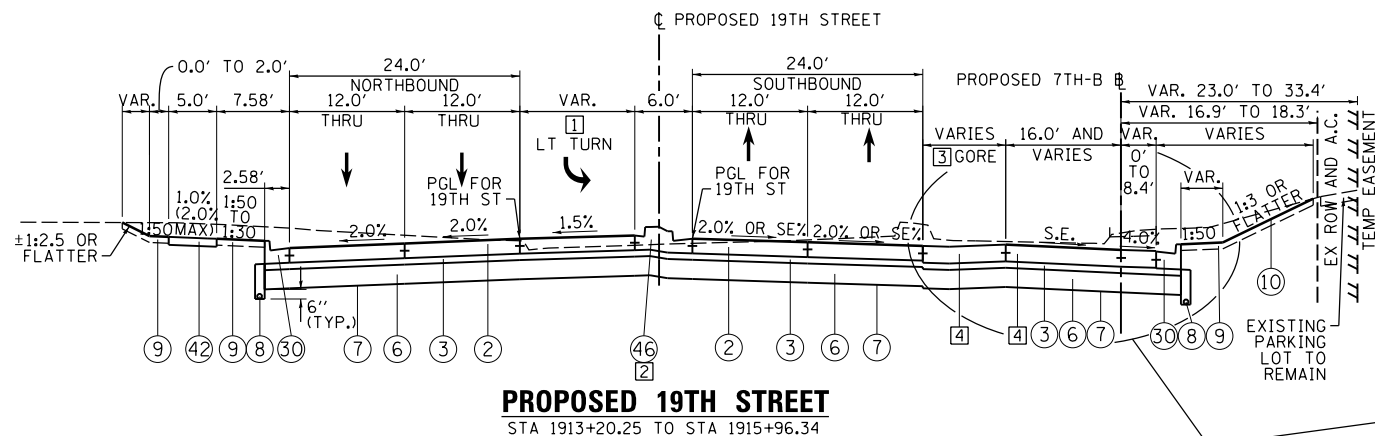 ℄ PROPOSED 19TH STREET
0.0' TO 2.0'
24.0'
NORTHBOUND
24.0'
SOUTHBOUND
PROPOSED 7TH-B B
VAR. 23.0' TO 33.4'
VAR. 16.9' TO 18.3'
VAR.
5.0'
7.58'
12.0'
THRU
12.0'
THRU
VAR.
1
LT TURN
6.0'
12.0'
THRU
12.0'
THRU
VARIES
3 GORE
16.0' AND
VARIES
VAR.
0'
TO
8.4'
VARIES
VAR.
2.58'
PGL FOR
19TH ST
PGL FOR
19TH ST
1.0%
(2.0%
MAX)
1:50
TO
1:30
:50
±1:2.5 OR
FLATTER
2.0%
2.0%
1.5%
2.0% OR SE%
2.0% OR SE%
S.E.
4.0%
1:50
1:3 OR
FLATTER
EX ROW AND A.C.
TEMP EASEMENT
6"
(TYP.)
10
4
4
9
42
9
8
30
7
6
3
2
46
2
2
3
6
7
3
6
7
30
8
9
EXISTING
PARKING
LOT TO
REMAIN
PROPOSED 19TH STREET
STA 1913+20.25 TO STA 1915+96.34